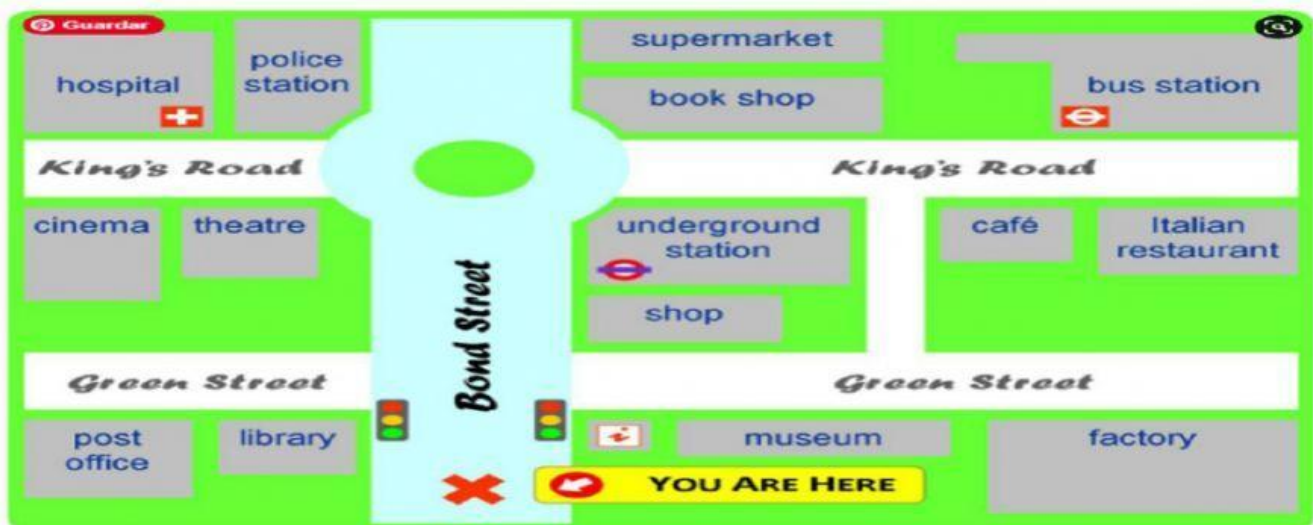 Guardar
hospital
police
station
supermarket
book shop
bus station
King's Road
King's Road
cinema
theatre
underground
station
café
Italian
restaurant
shop
Bond Street
Green Street
Green Street
post
office
library
i
museum
factory
YOU ARE HERE